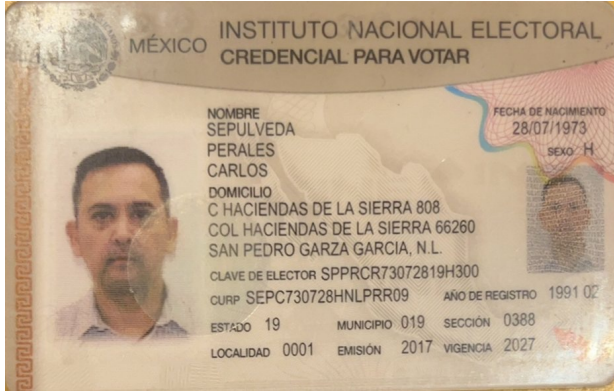 MÉXICO
INSTITUTO NACIONAL ELECTORAL
CREDENCIAL PARA VOTAR
NOMBRE
SEPULVEDA
PERALES
CARLOS
FECHA DE NACIMIENTO
28/07/1973
SEXO H
DOMICILIO
C HACIENDAS DE LA SIERRA 808
COL HACIENDAS DE LA SIERRA 66260
SAN PEDRO GARZA GARCIA, N.L.
CLAVE DE ELECTOR SPPRCR73072819H300
CURP SEPC730728HNLPRR09 AÑO DE REGISTRO 1991 02
ESTADO 19 MUNICIPIO 019 SECCIÓN 0388
LOCALIDAD 0001 EMISIÓN 2017 VIGENCIA 2027